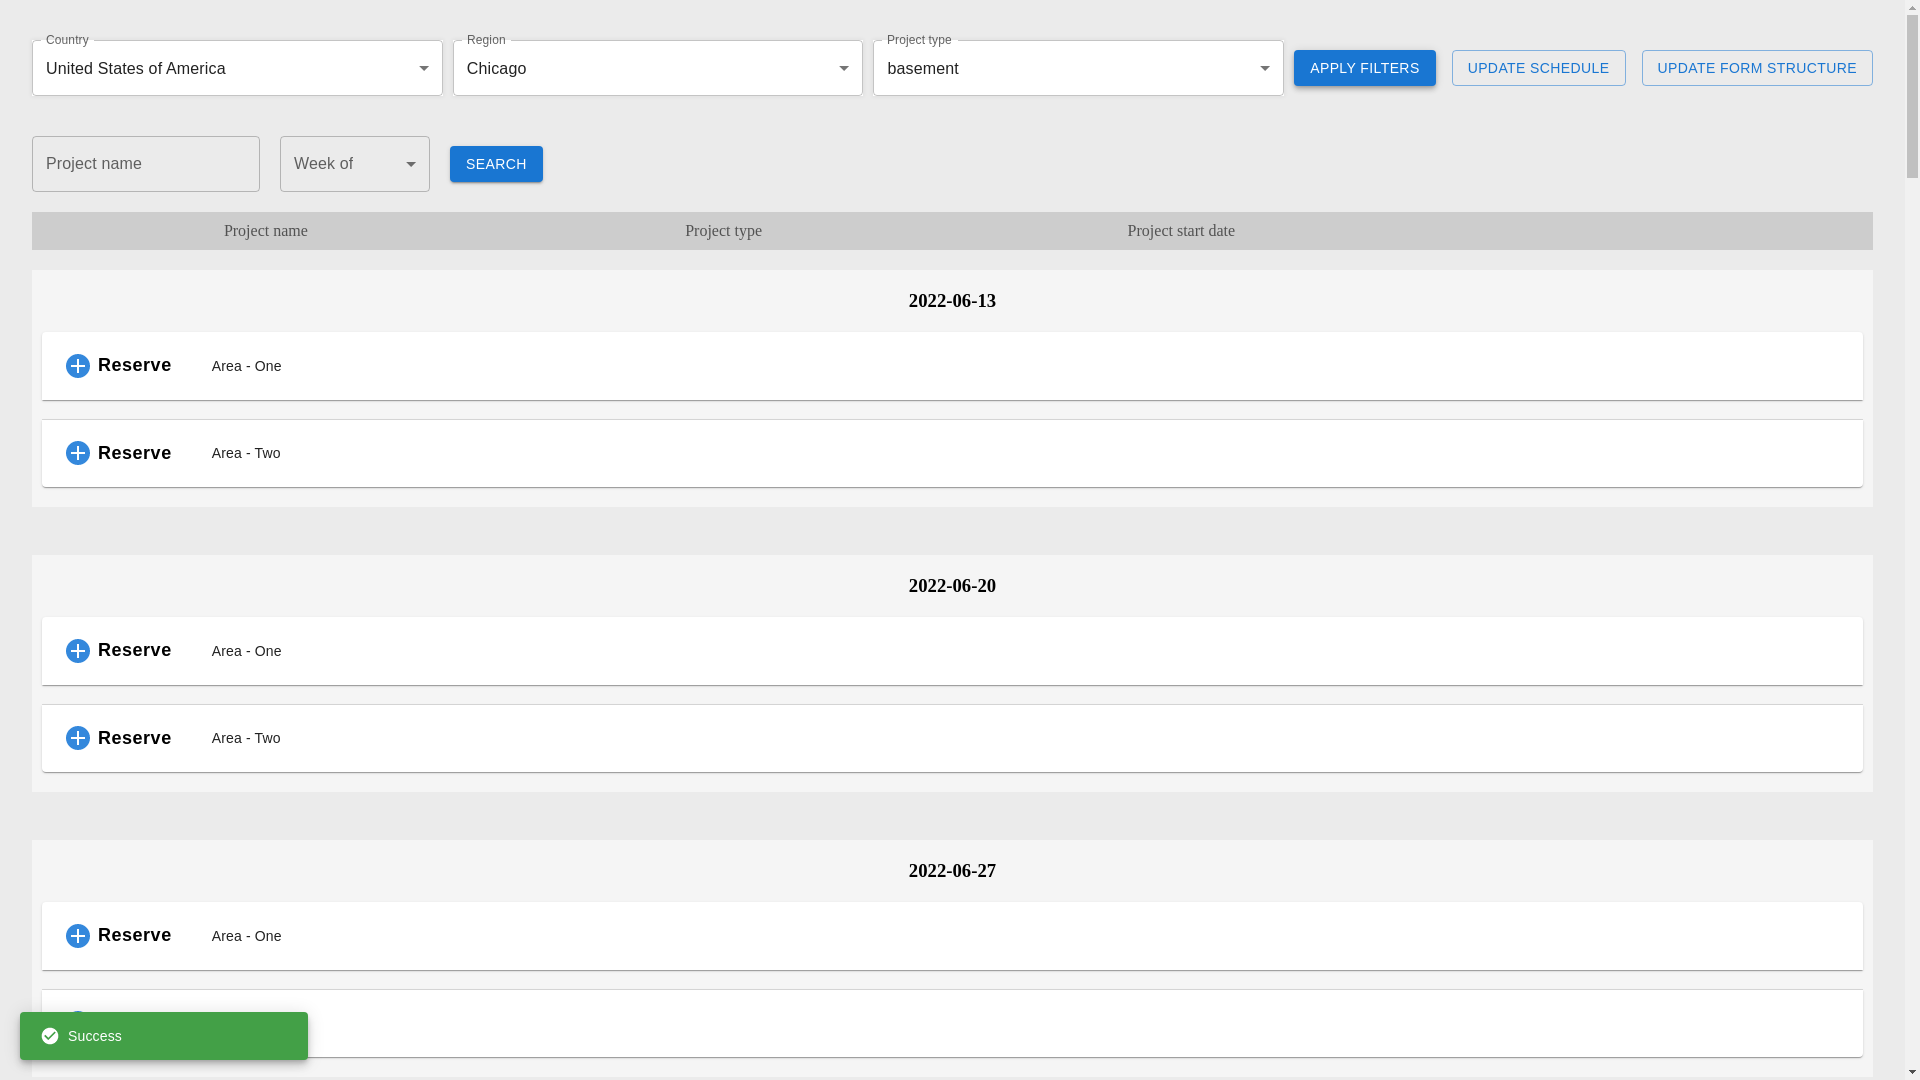 Country
United States of America
Region
Chicago
Project type
basement
APPLY FILTERS
UPDATE SCHEDULE
UPDATE FORM STRUCTURE
Project name
Week of
SEARCH
Project name
Project type
Project start date
2022-06-13
Reserve
Area - One
Reserve
Area - Two
2022-06-20
Reserve
Area - One
Reserve
Area - Two
2022-06-27
Reserve
Area - One
Success